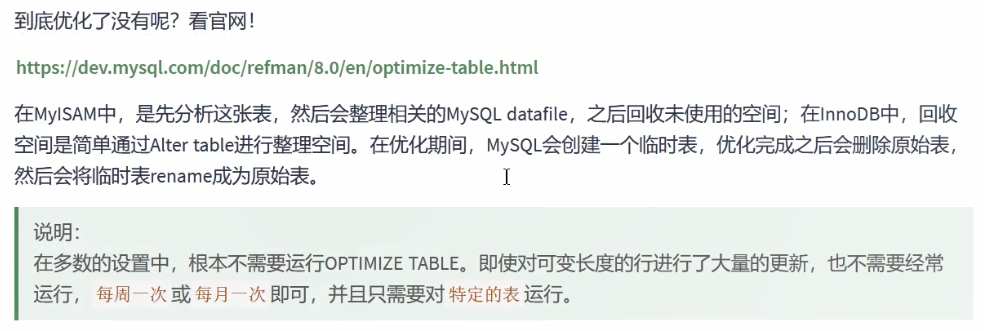 到底优化了没有呢？看官网！
https://dev.mysql.com/doc/refman/8.0/en/optimize-table.html
在MyISAM中，是先分析这张表，然后会整理相关的MySQL datafile，之后回收未使用的空间；在InnoDB中，回收
空间是简单通过Alter table进行整理空间。在优化期间，MySQL会创建一个临时表，优化完成之后会删除原始表，
然后会将临时表rename成为原始表。
说明：
在多数的设置中，根本不需要运行OPTIMIZE TABLE。即使对可变长度的行进行了大量的更新，也不需要经常
运行，每周一次或每月一次即可，并且只需要对特定的表运行。